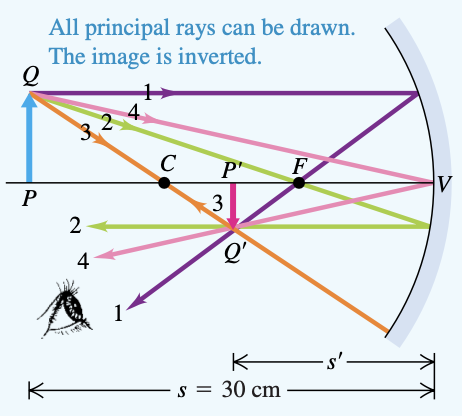 All principal rays can be drawn.
The image is inverted.
Q
1
4
2
3
C
P′
F
V
P
3
2
Q′
4
1
s′
s = 30 cm